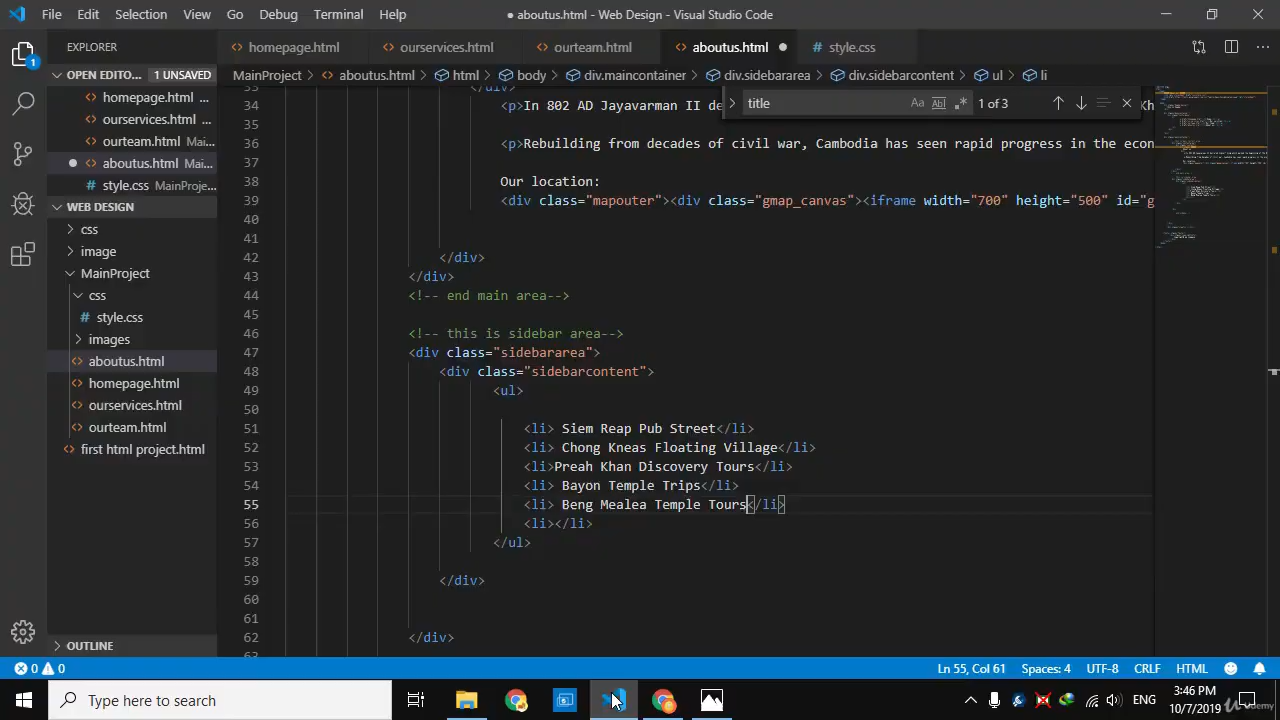 File Edit Selection View Go Debug Terminal Help
● aboutus.html - Web Design - Visual Studio Code
EXPLORER
homepage.html ourservices.html ourteam.html aboutus.html ● style.css
OPEN EDITO... 1 UNSAVED
MainProject > aboutus.html > html > body > div.maincontainer > div.sidebararea > div.sidebarcontent > ul > li
homepage.html ...
ourservices.html ...
ourteam.html Mai...
● aboutus.html Mai...
style.css MainProje...
WEB DESIGN
css
image
MainProject
css
style.css
images
aboutus.html
homepage.html
ourservices.html
ourteam.html
first html project.html
OUTLINE
title Aa Abl .* 1 of 3
33 </div>
34 <p>In 802 AD Jayavarman II de
35
36 <p>Rebuilding from decades of civil war, Cambodia has seen rapid progress in the econ
37
38 Our location:
39 <div class="mapouter"><div class="gmap_canvas"><iframe width="700" height="500" id="g
40
41
42 </div>
43 </div>
44 <!-- end main area-->
45
46 <!-- this is sidebar area-->
47 <div class="sidebararea">
48 <div class="sidebarcontent">
49 <ul>
50
51 <li> Siem Reap Pub Street</li>
52 <li> Chong Kneas Floating Village</li>
53 <li>Preah Khan Discovery Tours</li>
54 <li> Bayon Temple Trips</li>
55 <li> Beng Mealea Temple Tours</li>
56 <li></li>
57 </ul>
58
59 </div>
60
61
62 </div>
63
0 0 Ln 55, Col 61 Spaces: 4 UTF-8 CRLF HTML
Type here to search
ENG
3:46 PM
10/7/2019
Udemy